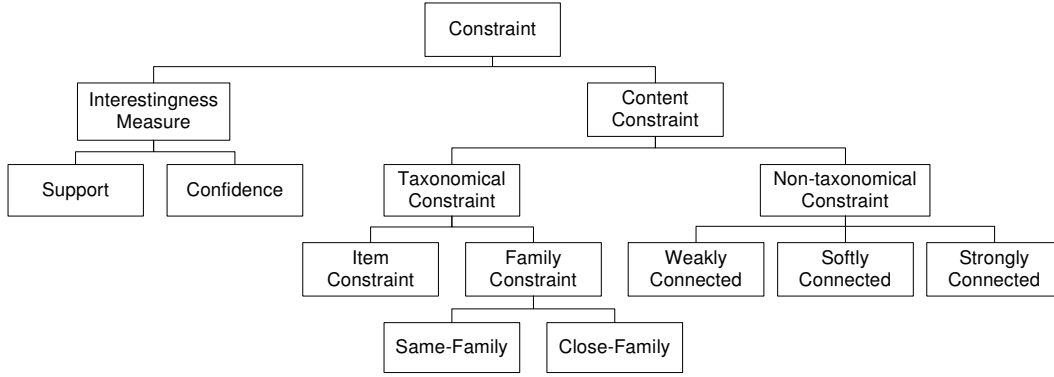 Constraint
Interestingness
Measure
Content
Constraint
Support
Confidence
Taxonomical
Constraint
Non-taxonomical
Constraint
Item
Constraint
Family
Constraint
Weakly
Connected
Softly
Connected
Strongly
Connected
Same-Family
Close-Family